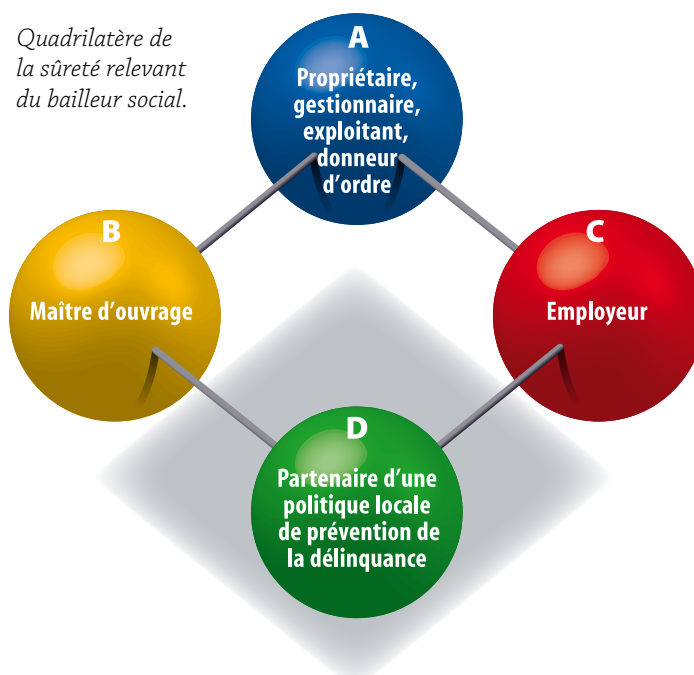 Quadrilatère de
la sûreté relevant
du bailleur social.
A
Propriétaire,
gestionnaire,
exploitant,
donneur
d'ordre
B
Maître d'ouvrage
C
Employeur
D
Partenaire d'une
politique locale
de prévention de
la délinquance